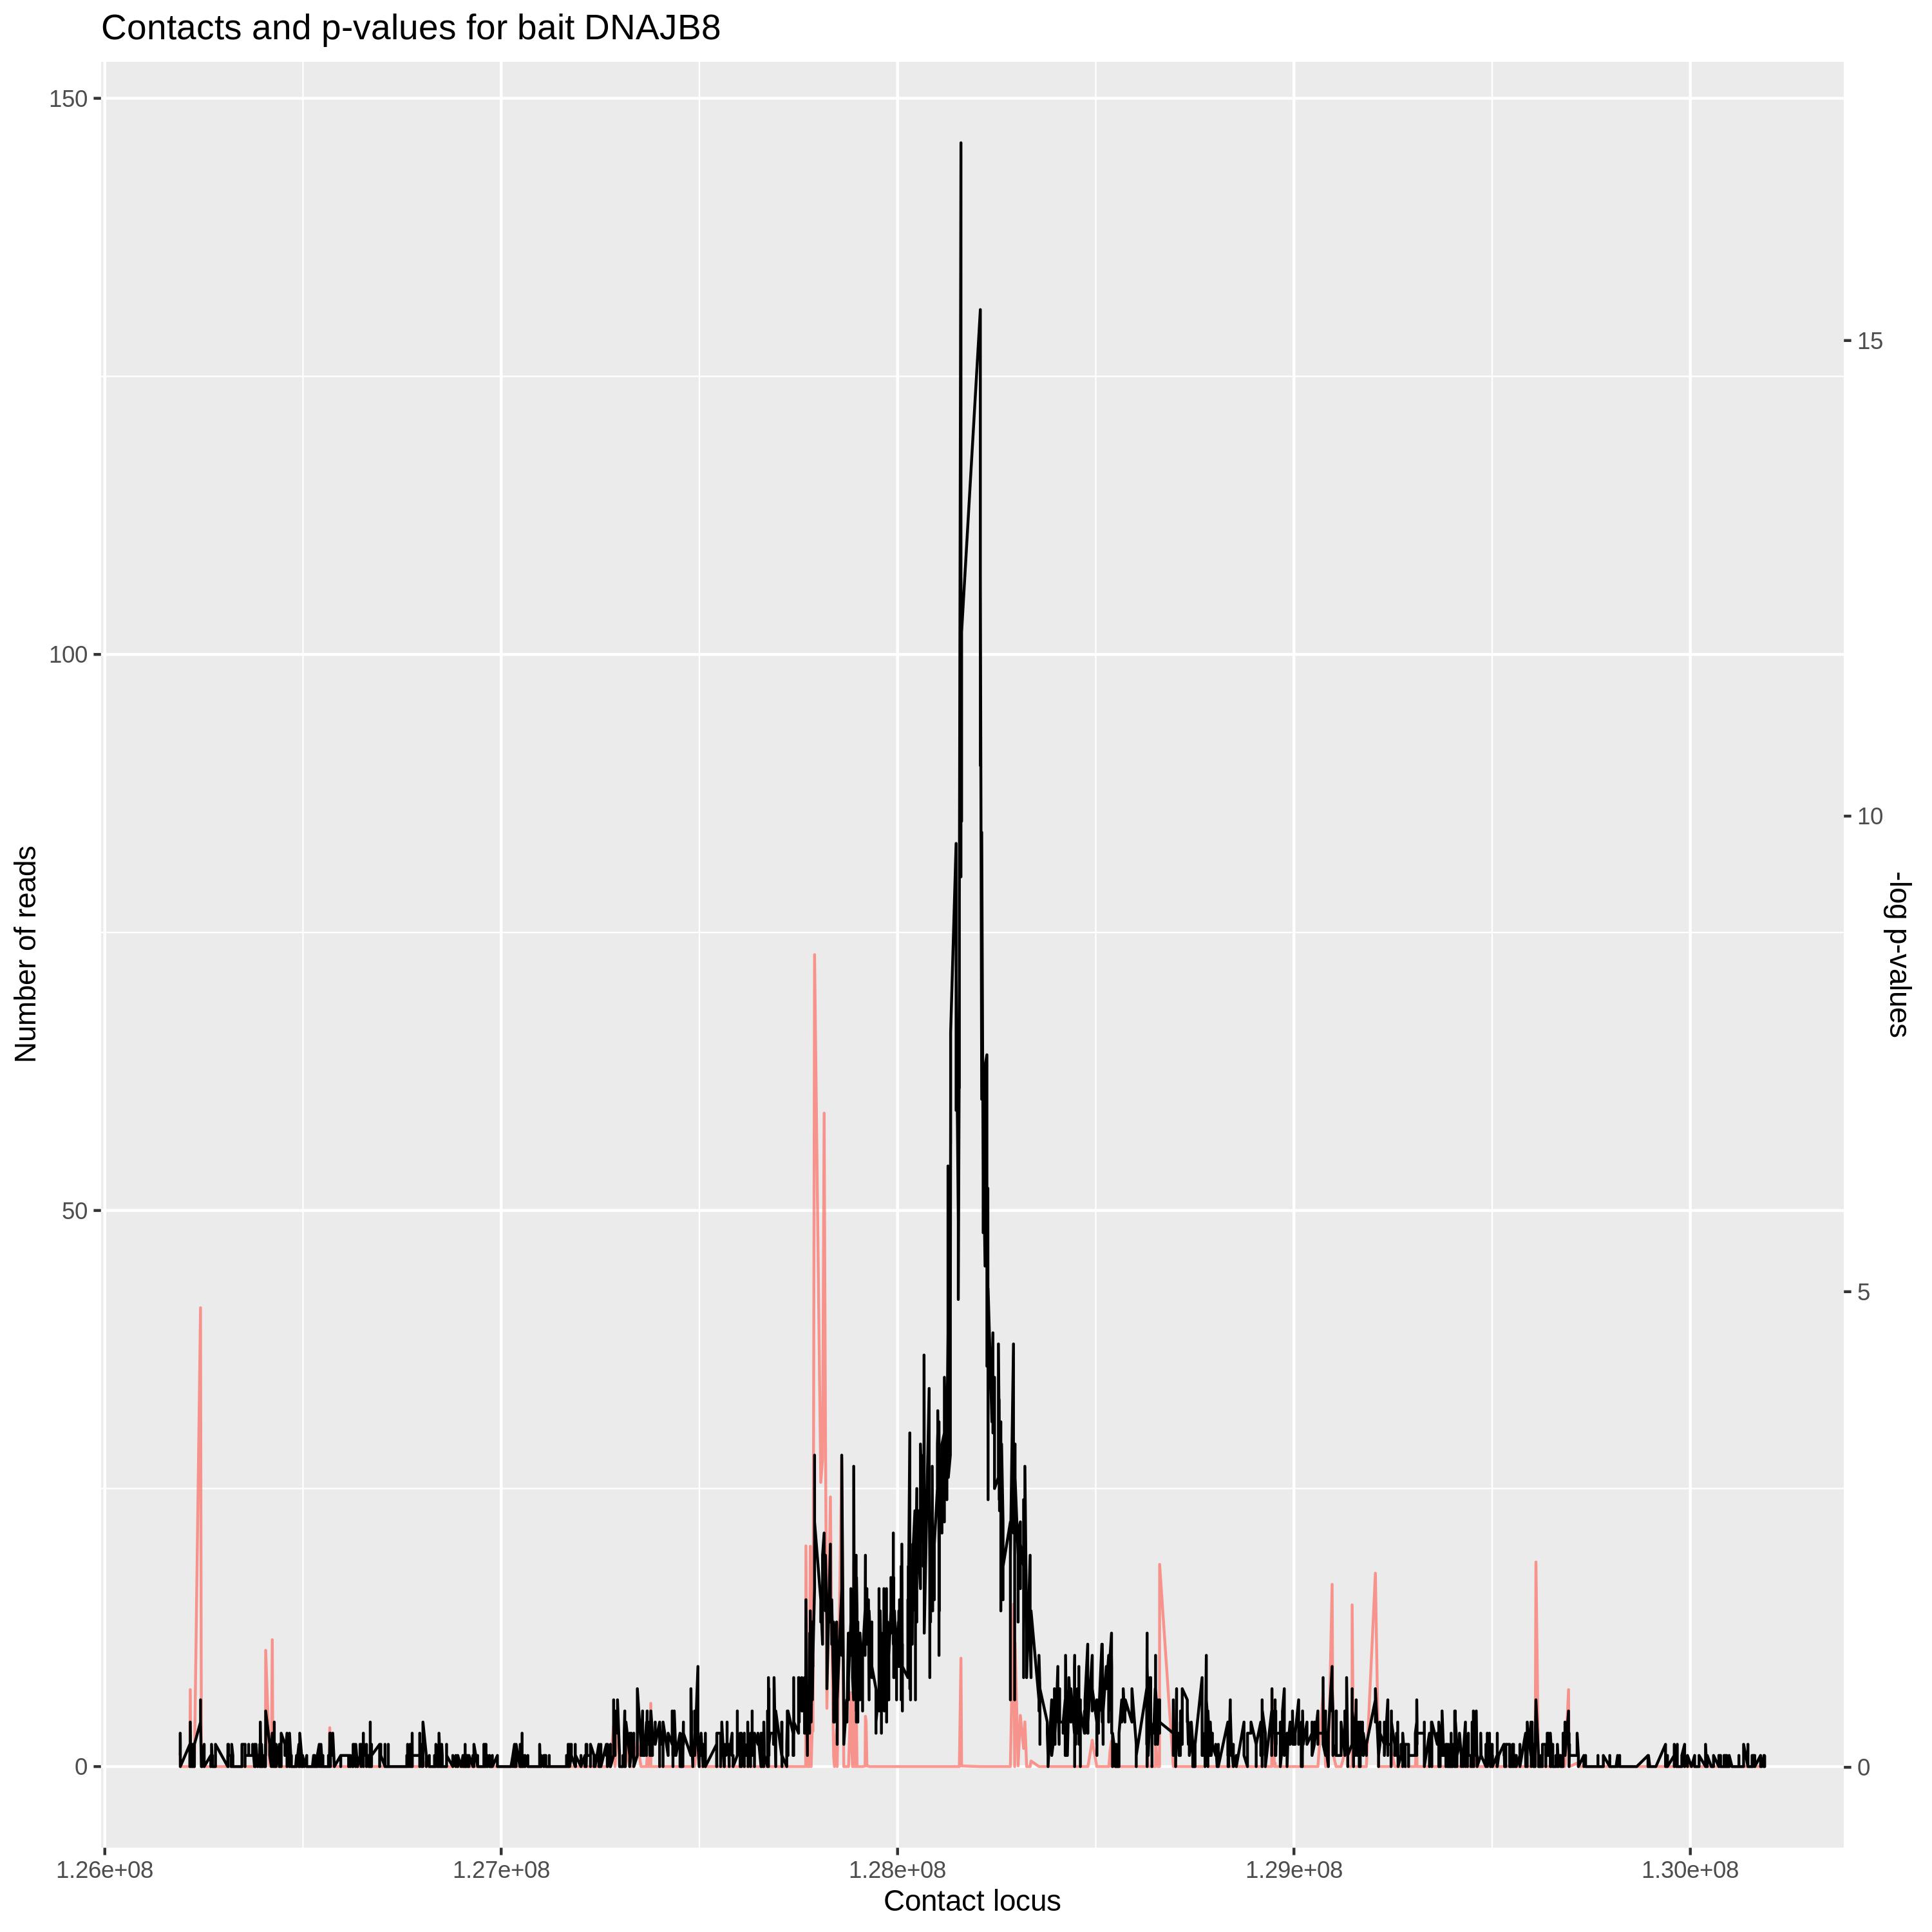 Contacts and p-values for bait DNAJB8
150
100
50
0
Number of reads
15
10
5
0
-log p-values
1.26e+08
1.27e+08
1.28e+08
1.29e+08
1.30e+08
Contact locus